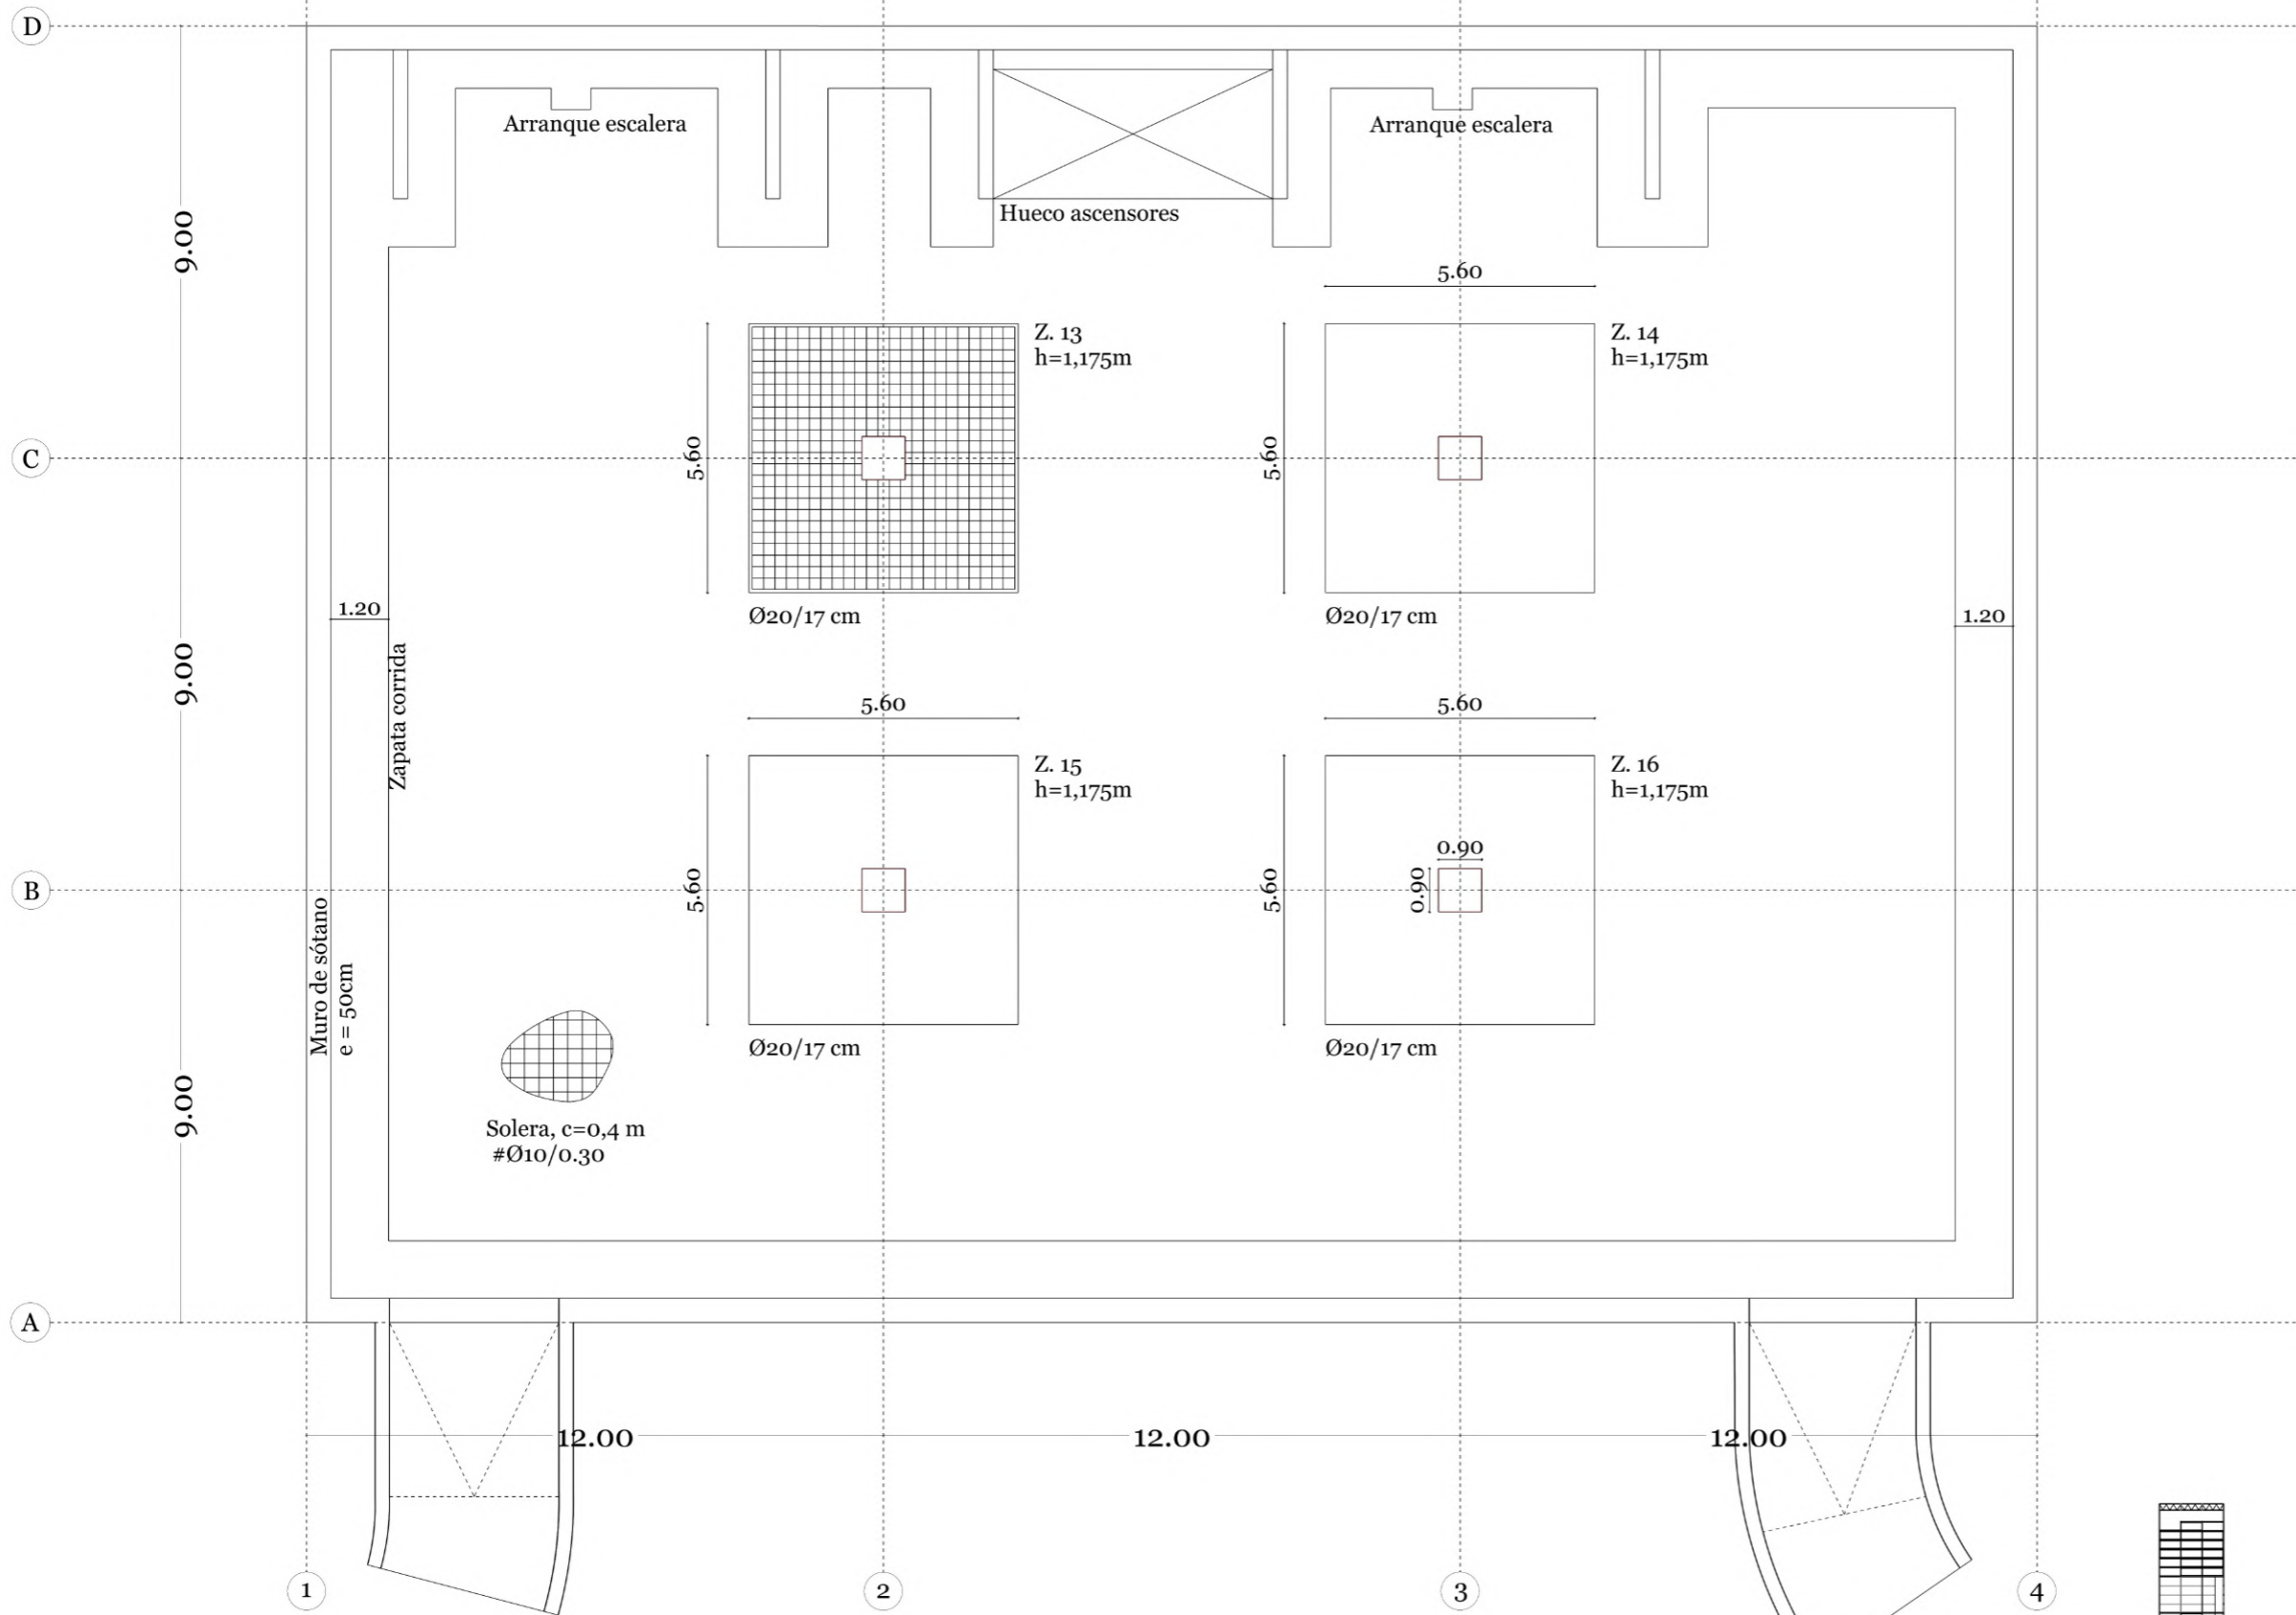 D
Arranque escalera
Arranque escalera
9.00
Hueco ascensores
5.60
Z. 13
h=1,175m
Z. 14
h=1,175m
C
5.60
5.60
1.20
Ø20/17 cm
Ø20/17 cm
1.20
9.00
Zapata corrida
5.60
5.60
Z. 15
h=1,175m
Z. 16
h=1,175m
0.90
B
5.60
5.60
0.90
Muro de sótano
e = 50cm
Ø20/17 cm
Ø20/17 cm
9.00
Solera, c=0,4 m
#Ø10/0.30
A
12.00
12.00
12.00
1
2
3
4